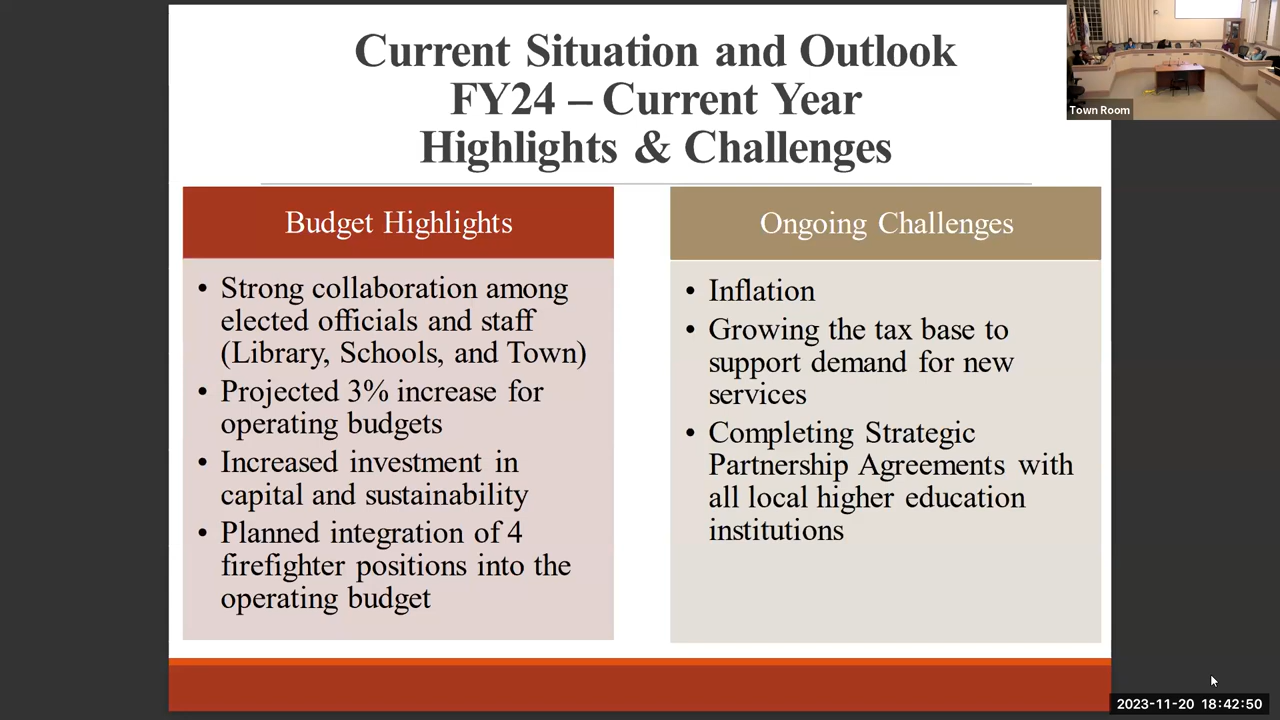 Current Situation and Outlook
FY24 – Current Year
Highlights & Challenges
Town Room
Budget Highlights
• Strong collaboration among
elected officials and staff
(Library, Schools, and Town)
• Projected 3% increase for
operating budgets
• Increased investment in
capital and sustainability
• Planned integration of 4
firefighter positions into the
operating budget
Ongoing Challenges
• Inflation
• Growing the tax base to
support demand for new
services
• Completing Strategic
Partnership Agreements with
all local higher education
institutions
2023-11-20 18:42:50